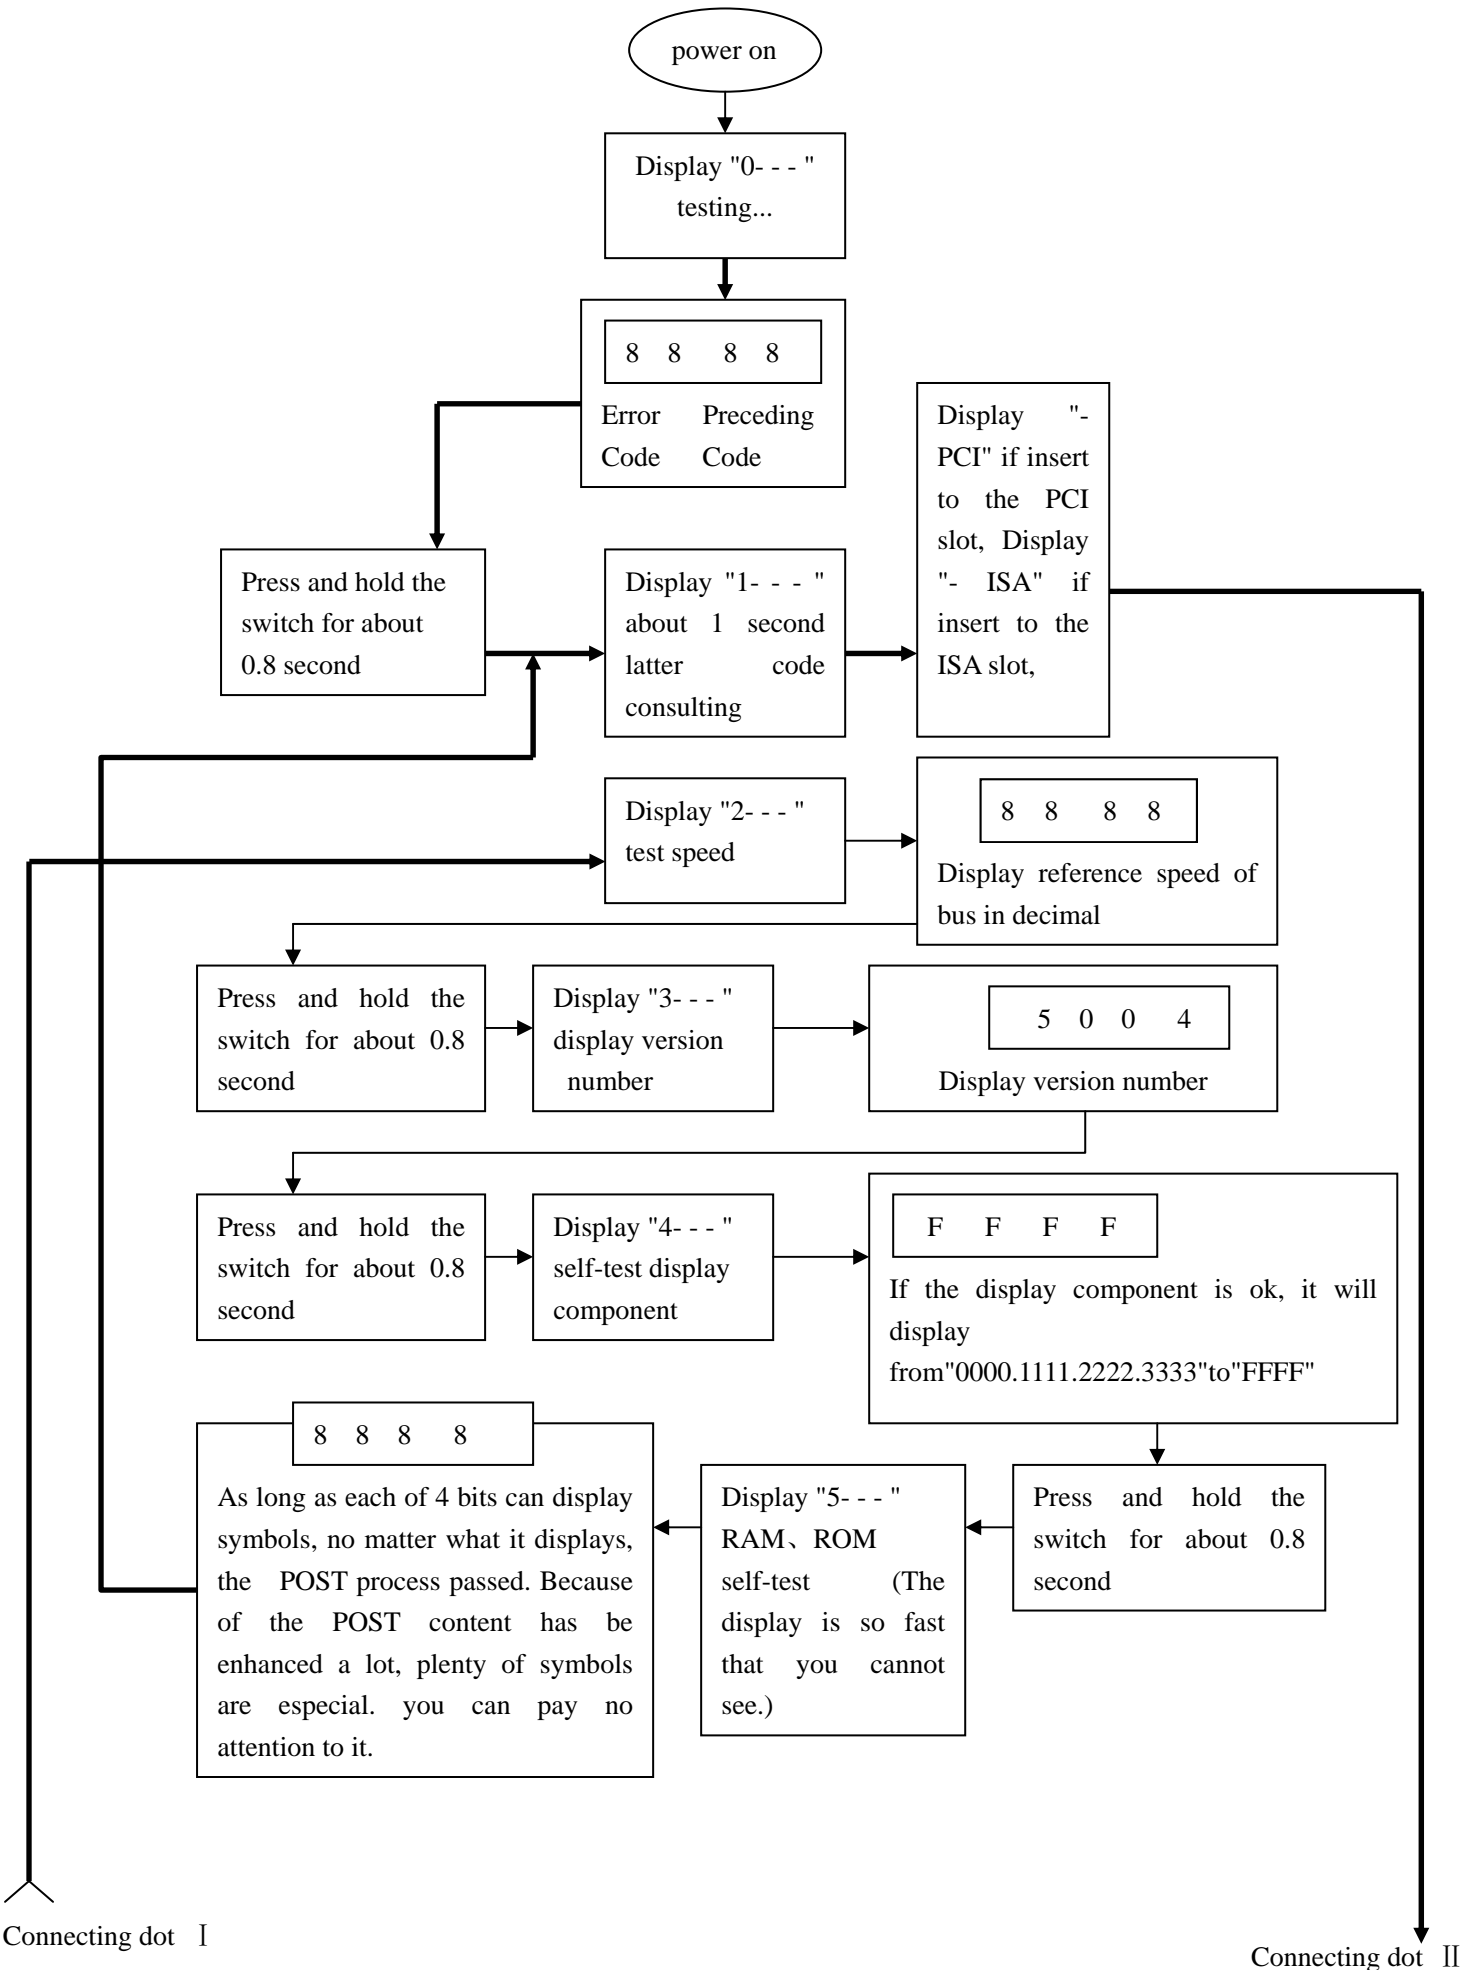 power on
Display "0- - - "
testing...
8 8 8 8
Error Preceding
Code Code
Display "-
PCI" if insert
to the PCI
slot, Display
"- ISA" if
insert to the
ISA slot,
Press and hold the
switch for about
0.8 second
Display "1- - - "
about 1 second
latter code
consulting
Display "2- - - "
test speed
8 8 8 8
Display reference speed of
bus in decimal
Press and hold the
switch for about 0.8
second
Display "3- - - "
display version
number
5 0 0 4
Display version number
Press and hold the
switch for about 0.8
second
Display "4- - - "
self-test display
component
F F F F
If the display component is ok, it will
display
from"0000.1111.2222.3333"to"FFFF"
8 8 8 8
As long as each of 4 bits can display
symbols, no matter what it displays,
the POST process passed. Because
of the POST content has be
enhanced a lot, plenty of symbols
are especial. you can pay no
attention to it.
Display "5- - - "
RAM、ROM
self-test (The
display is so fast
that you cannot
see.)
Press and hold the
switch for about 0.8
second
Connecting dot Ⅰ
Connecting dot Ⅱ